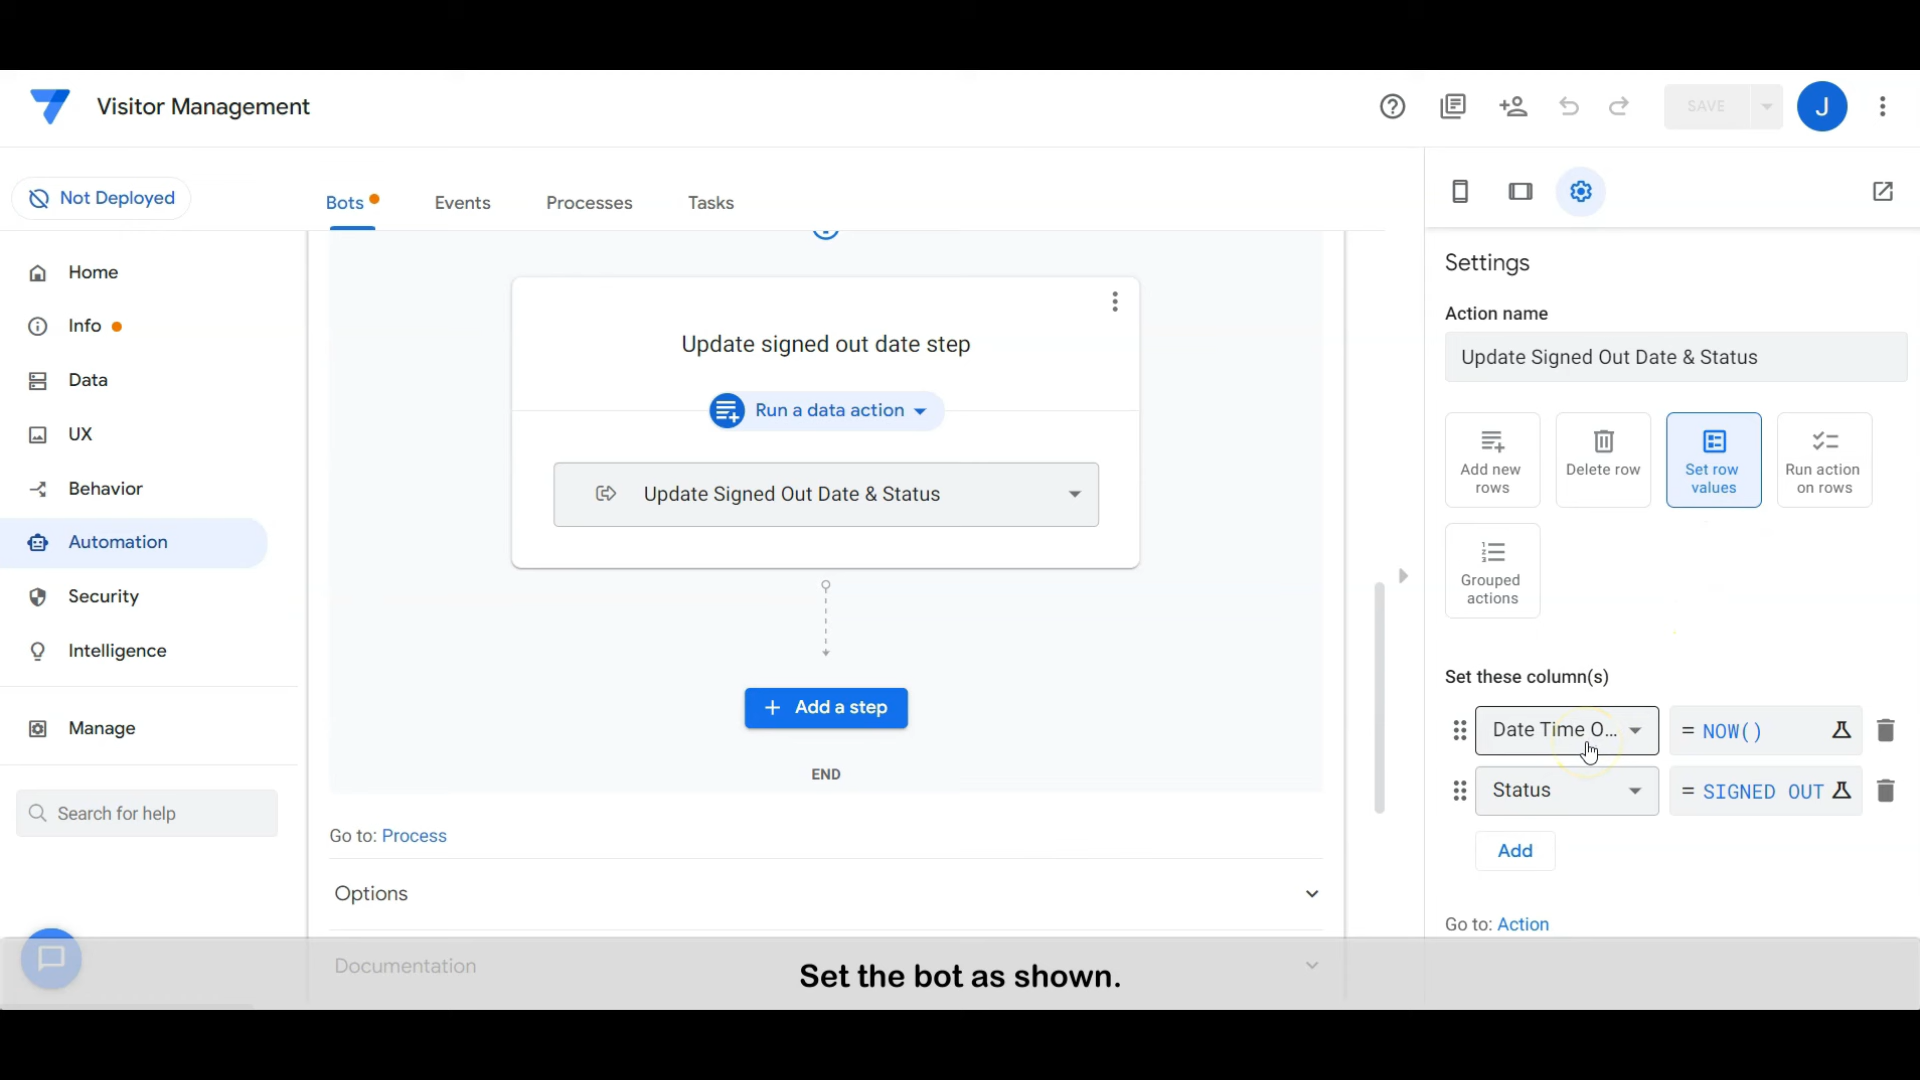 Visitor Management
SAVE
J
Not Deployed
Bots
Events
Processes
Tasks
Home
Info
Data
UX
Behavior
Automation
Security
Intelligence
Manage
Search for help
Update signed out date step
Run a data action
Update Signed Out Date & Status
Add a step
END
Go to: Process
Options
Documentation
Settings
Action name
Update Signed Out Date & Status
Add new
rows
Delete row
Set row
values
Run action
on rows
Grouped
actions
Set these column(s)
Date Time O... = NOW()
Status = SIGNED OUT
Add
Go to: Action
Set the bot as shown.